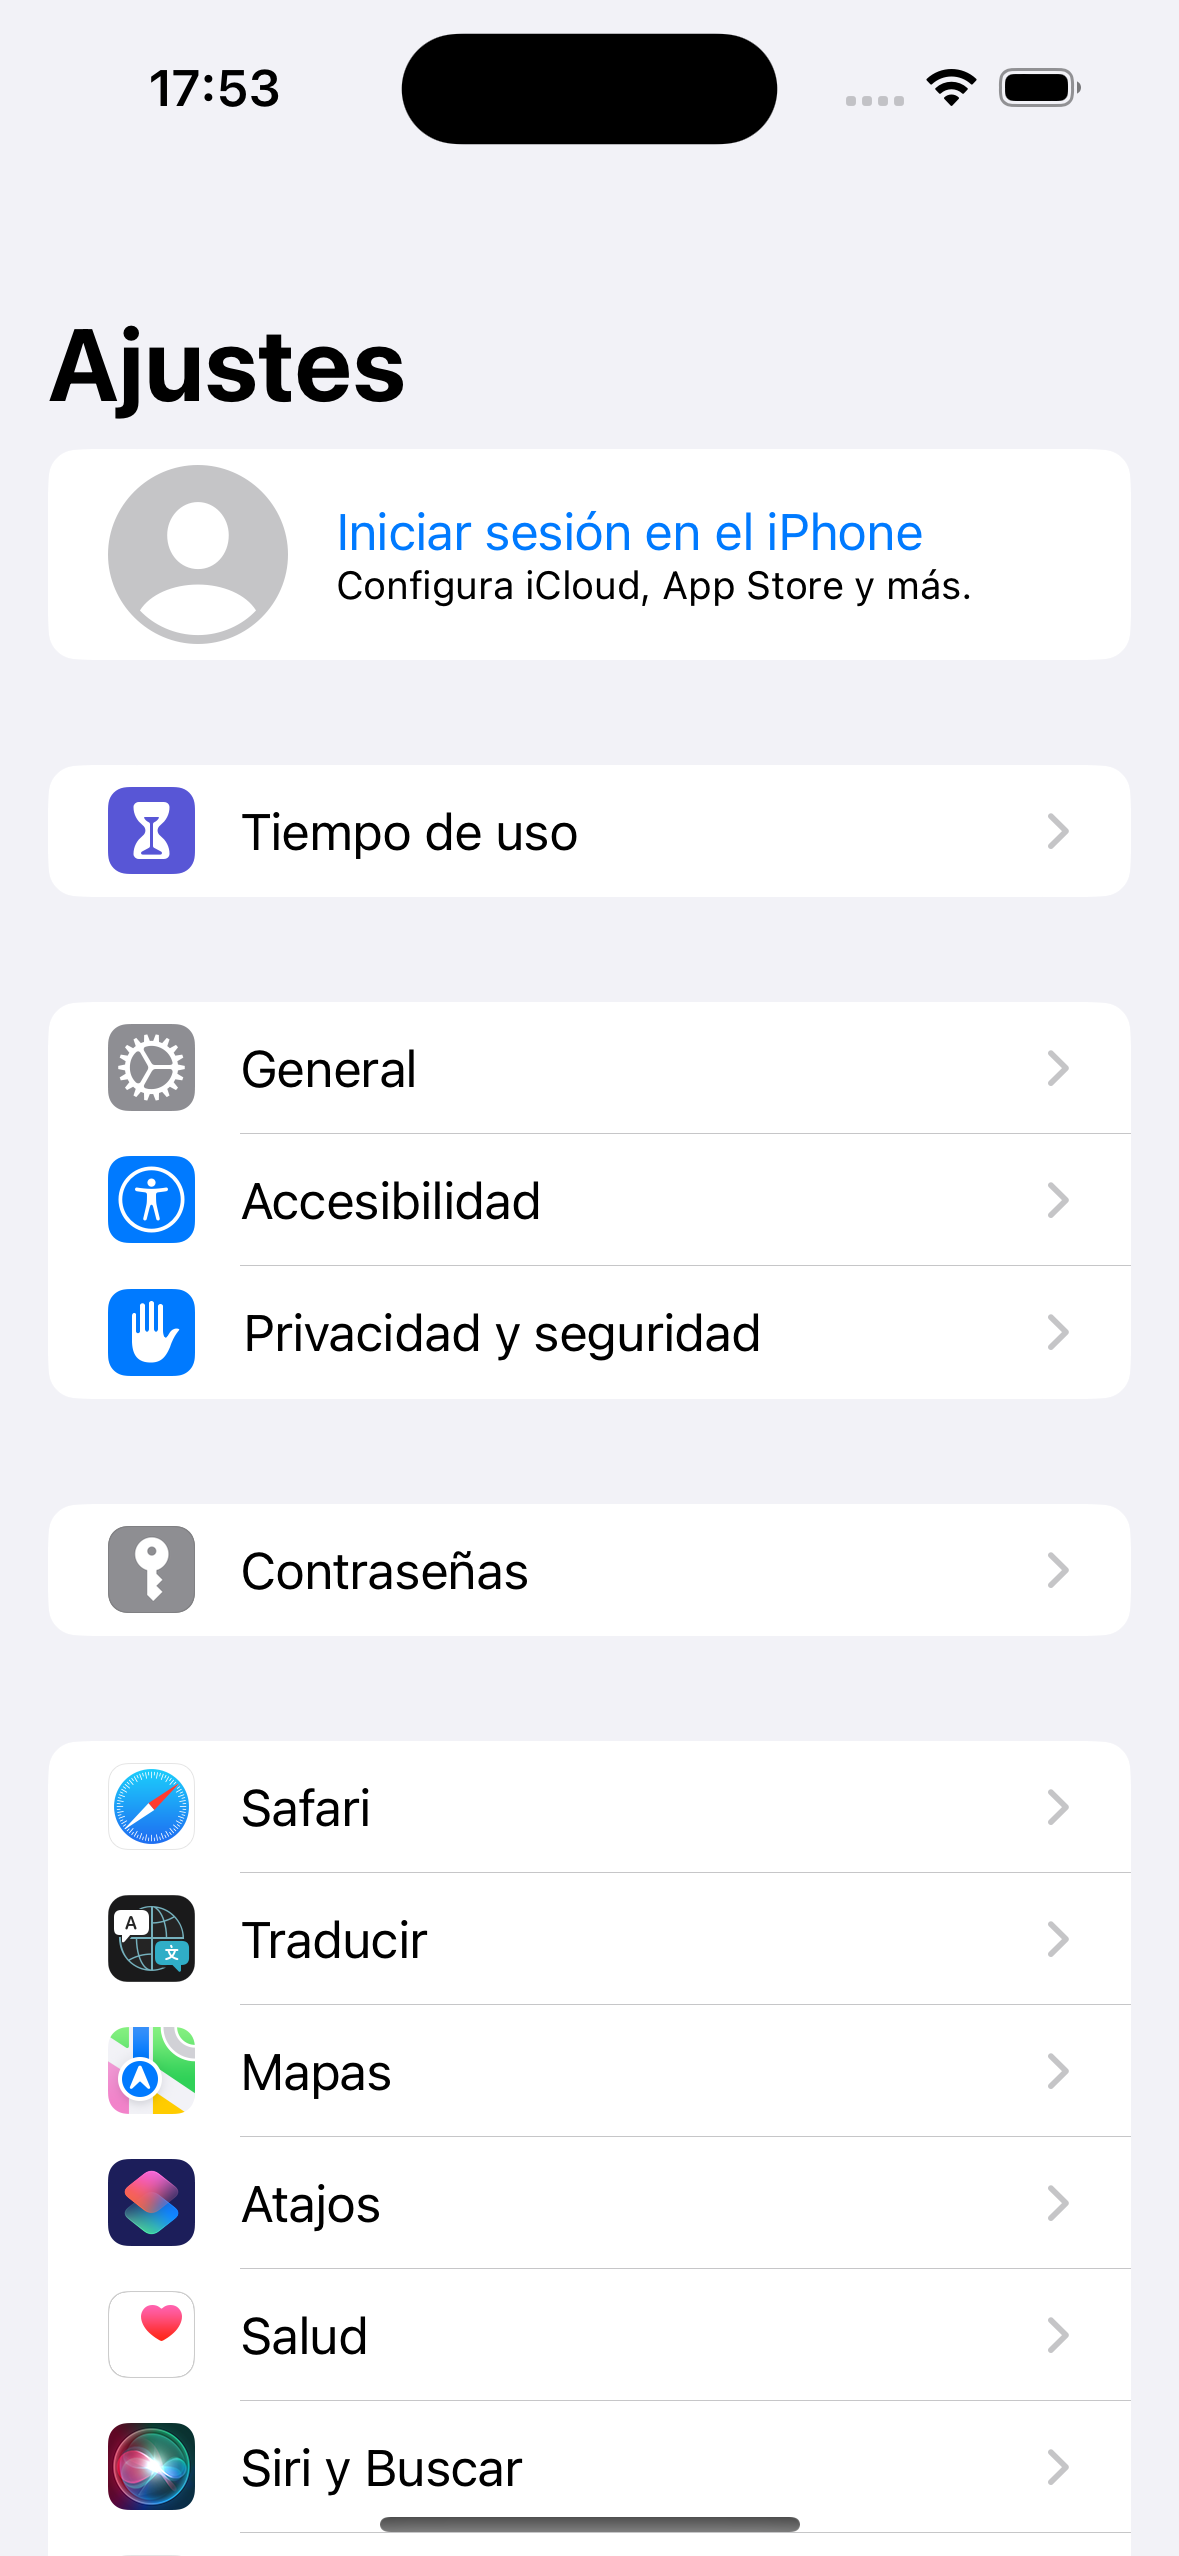 17:53
Ajustes
Iniciar sesión en el iPhone
Configura iCloud, App Store y más.
Tiempo de uso
General
Accesibilidad
Privacidad y seguridad
Contraseñas
Safari
A
文
Traducir
Mapas
Atajos
Salud
Siri y Buscar